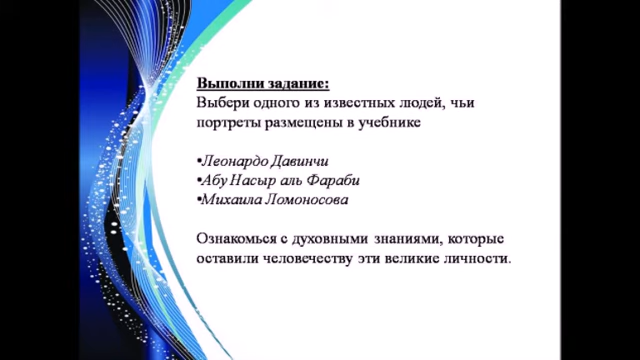 Выполни задание:
Выбери одного из известных людей, чьи
портреты размещены в учебнике
•Леонардо Давинчи
•Абу Насыр аль Фараби
•Михаила Ломоносова
Ознакомься с духовными знаниями, которые
оставили человечеству эти великие личности.